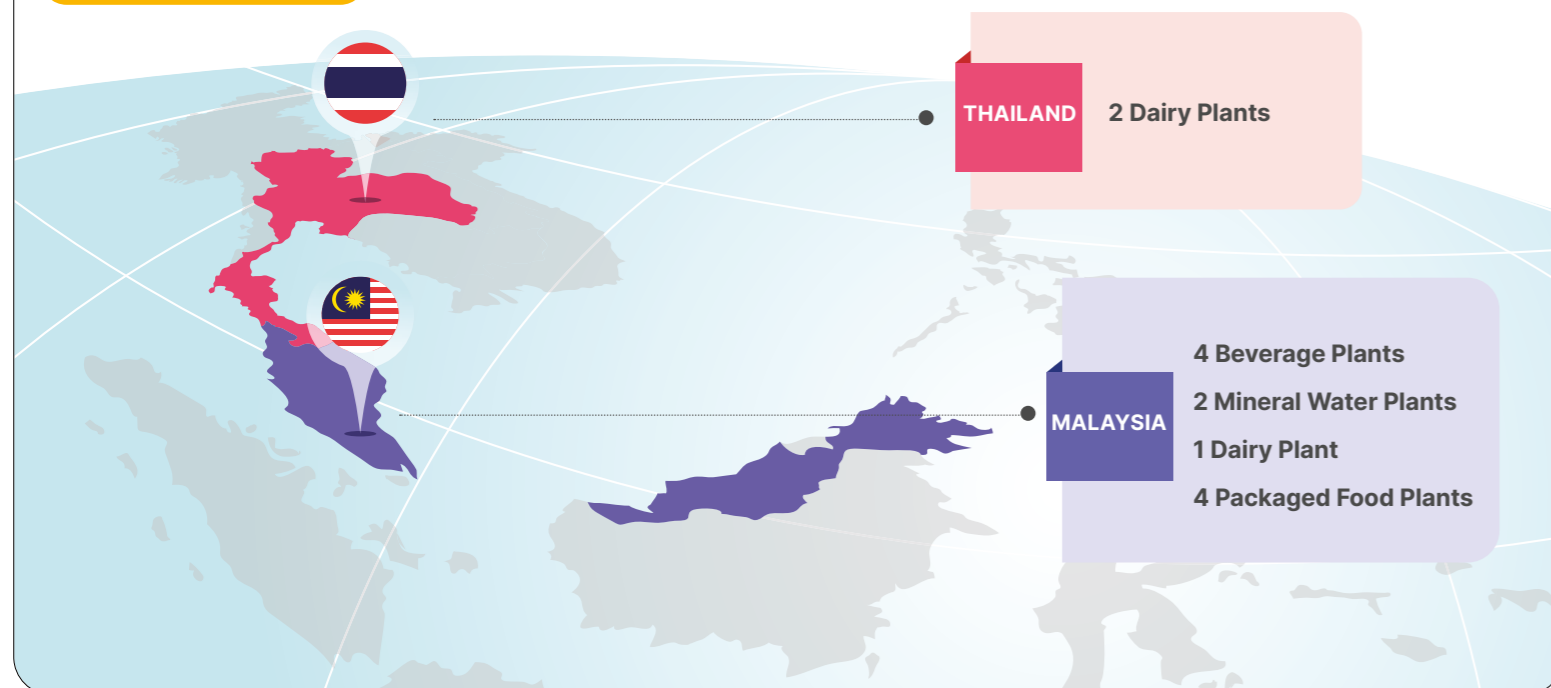 THAILAND
2 Dairy Plants
MALAYSIA
4 Beverage Plants
2 Mineral Water Plants
1 Dairy Plant
4 Packaged Food Plants